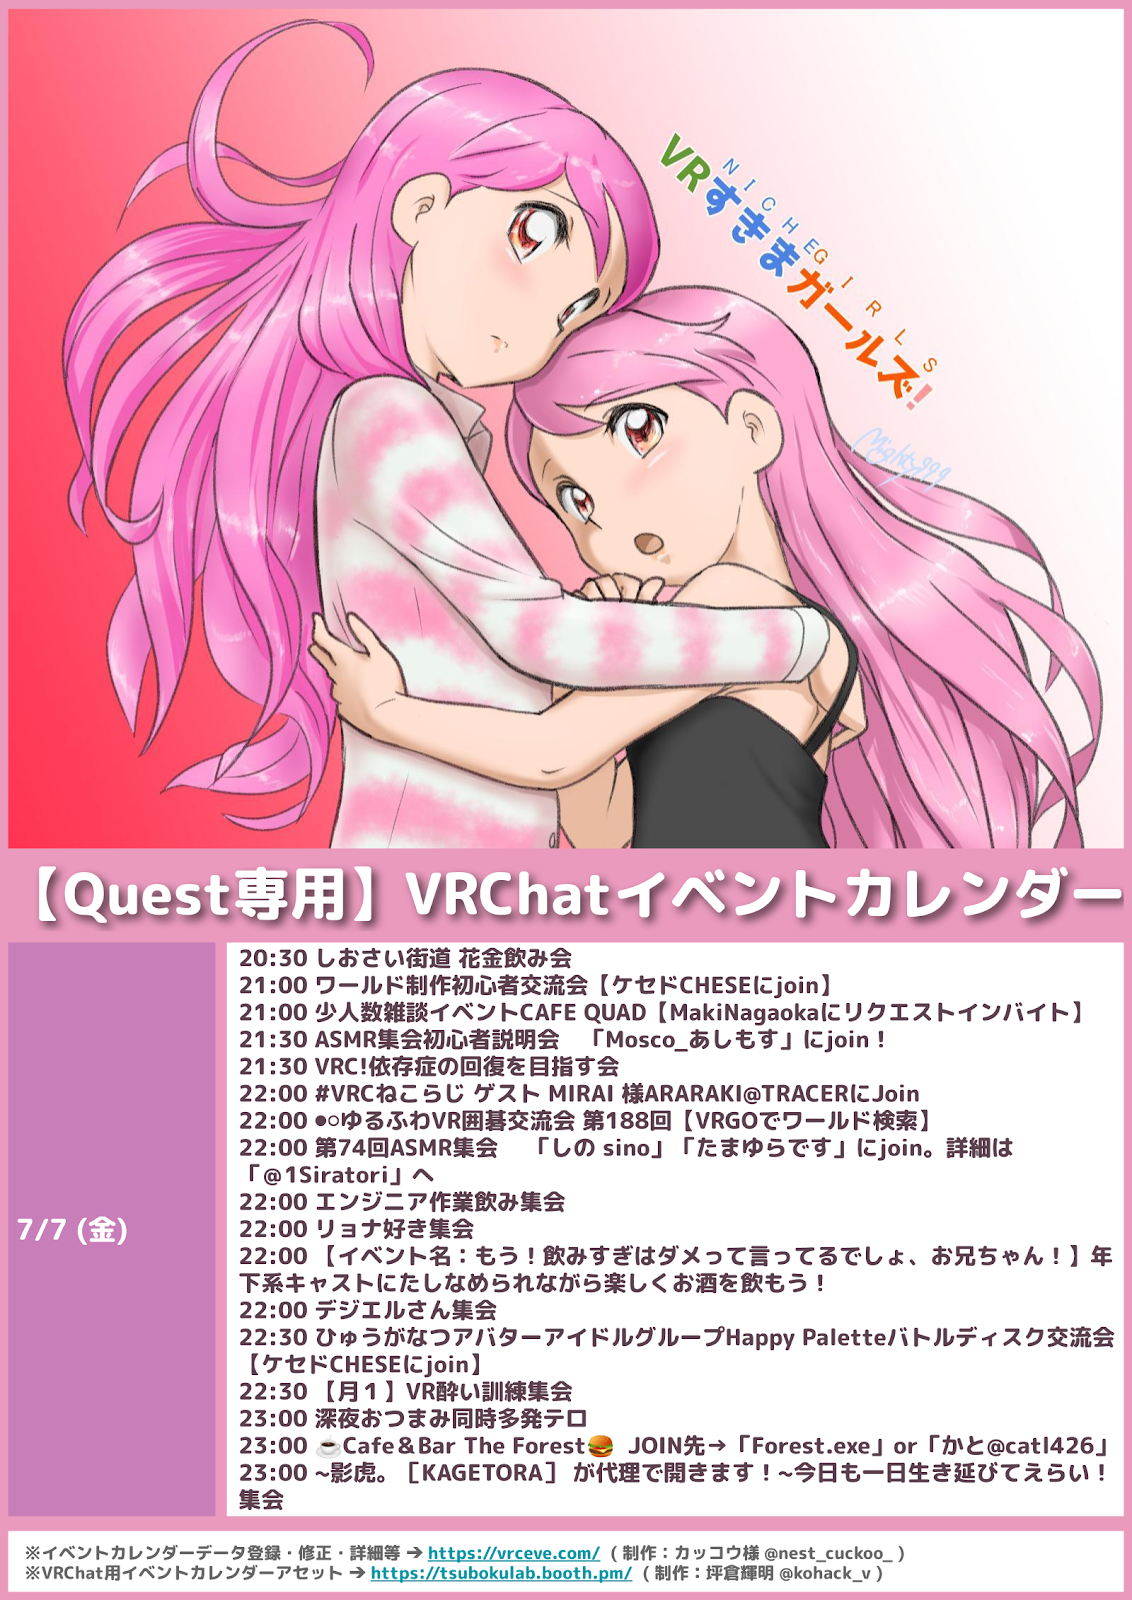 NICHEGIRLS
VRすきまガールズ!
Mighty999
【Quest専用】VRChatイベントカレンダー
7/7 (金)
20:30 しおさい街道 花金飲み会
21:00 ワールド制作初心者交流会【ケセドCHESEにjoin】
21:00 少人数雑談イベントCAFE QUAD【MakiNagaokaにリクエストインバイト】
21:30 ASMR集会初心者説明会　「Mosco_あしもす」にjoin！
21:30 VRC!依存症の回復を目指す会
22:00 #VRCねこらじ ゲスト MIRAI 様ARARAKI@TRACERにJoin
22:00 ●○ゆるふわVR囲碁交流会 第188回【VRGOでワールド検索】
22:00 第74回ASMR集会　「しの sino」「たまゆらです」にjoin。詳細は
「@1Siratori」へ
22:00 エンジニア作業飲み集会
22:00 リョナ好き集会
22:00 【イベント名：もう！飲みすぎはダメって言ってるでしょ、お兄ちゃん！】年
下系キャストにたしなめられながら楽しくお酒を飲もう！
22:00 デジエルさん集会
22:30 ひゅうがなつアバターアイドルグループHappy Paletteバトルディスク交流会
【ケセドCHESEにjoin】
22:30 【月１】VR酔い訓練集会
23:00 深夜おつまみ同時多発テロ
23:00 ☕Cafe＆Bar The Forest🍔 JOIN先→「Forest.exe」or「かと@catl426」
23:00 ~影虎。［KAGETORA］ が代理で開きます！~今日も一日生き延びてえらい！
集会
※イベントカレンダーデータ登録・修正・詳細等 ➔ https://vrceve.com/ ( 制作：カッコウ様 @nest_cuckoo_ )
※VRChat用イベントカレンダーアセット ➔ https://tsubokulab.booth.pm/ ( 制作：坪倉輝明 @kohack_v )